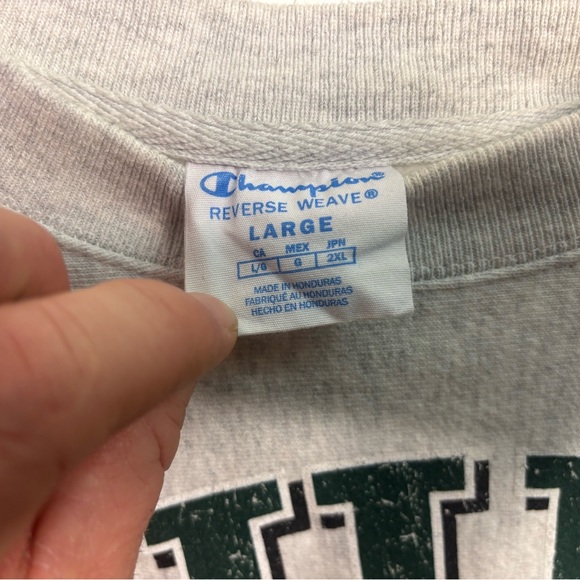 Champion®
REVERSE WEAVE®
LARGE
CA MEX JPN
L/G G 2XL
MADE IN HONDURAS
FABRIQUÉ AU HONDURAS
HECHO EN HONDURAS